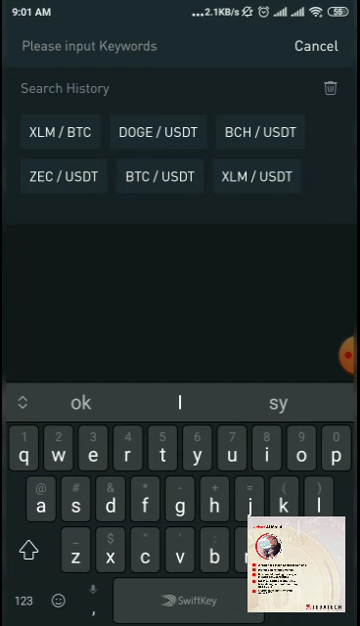 9:01 AM ...2.1KB/s 55
Please input Keywords Cancel
Search History
XLM / BTC DOGE / USDT BCH / USDT
ZEC / USDT BTC / USDT XLM / USDT
ok I sy
1 2 3 4 5 6 7 8 9 0
q w e r t y u i o p
@ # & * - + = ( )
a s d f g h j k l
z x c v b
123 , SwiftKey